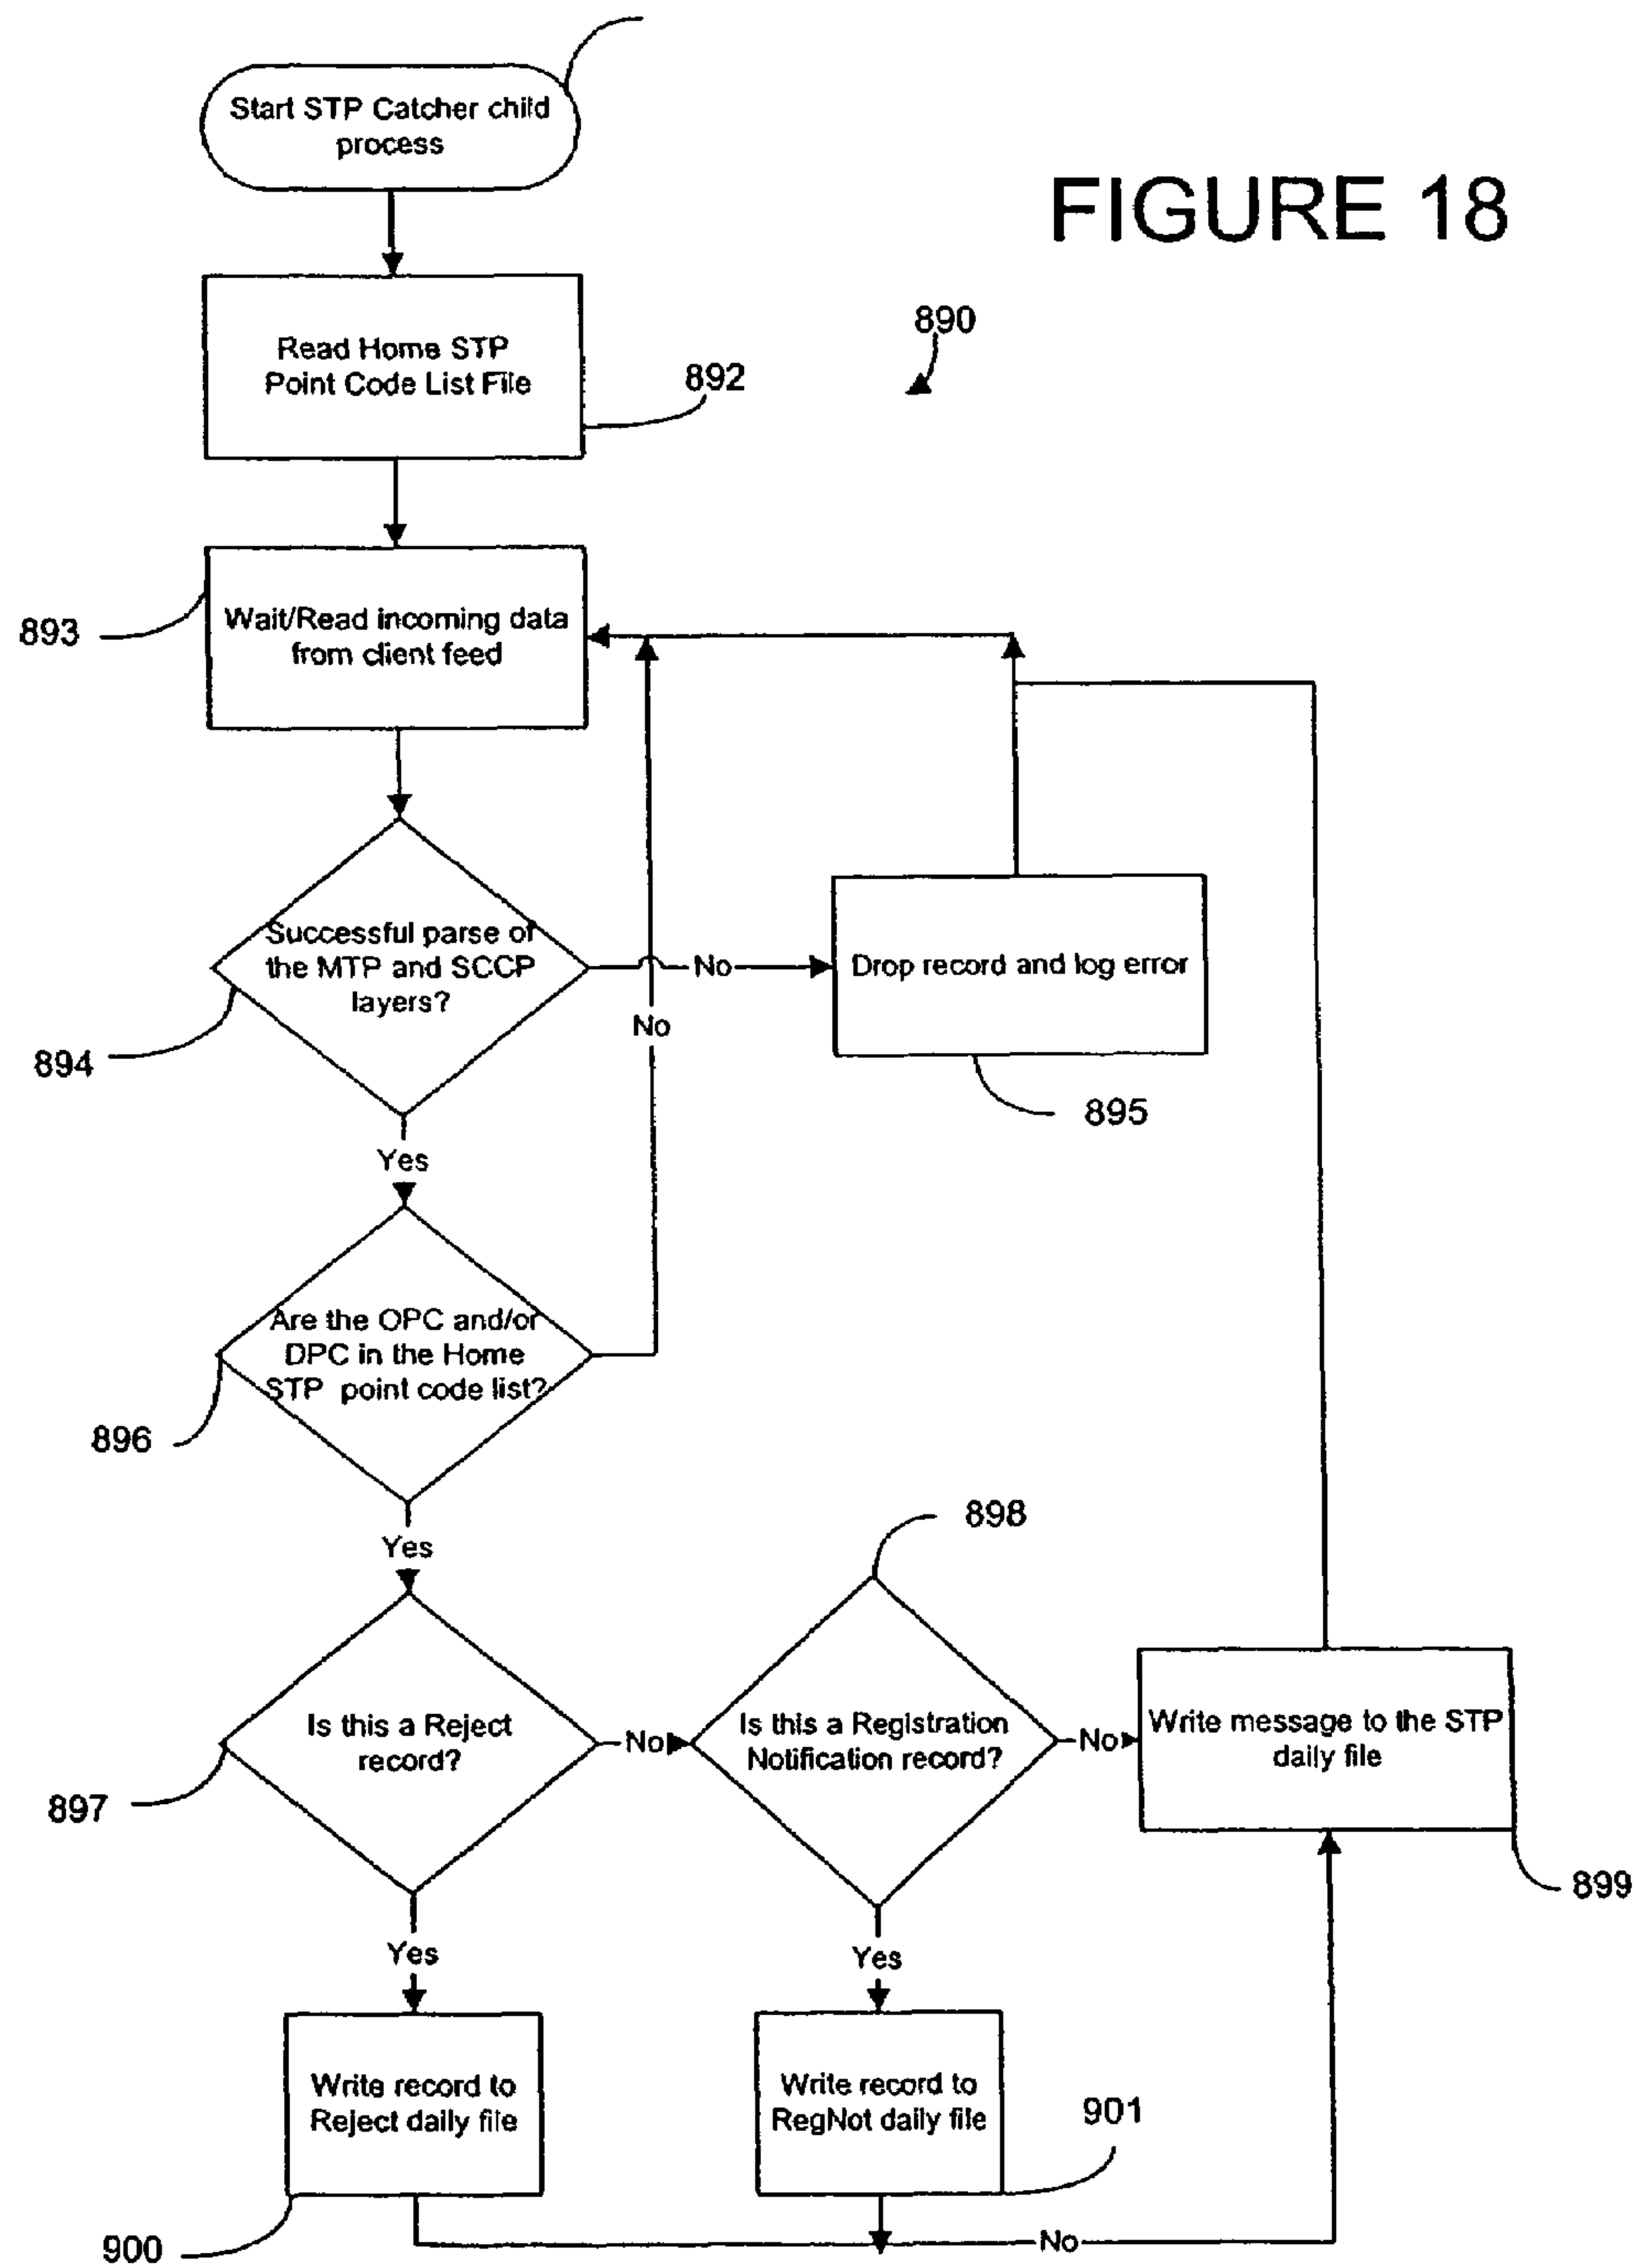 Start STP Catcher child
process
FIGURE 18
890
Read Home STP
Point Code List File
892
Wait/Read incoming data
from client feed
893
Successful parse of
the MTP and SCCP
layers?
No
Drop record and log error
894
No
895
Yes
Are the OPC and/or
DPC in the Home
STP point code list?
896
Yes
898
Is this a Reject
record?
No
Is this a Registration
Notification record?
No
Write message to the STP
daily file
897
899
Yes
Yes
Write record to
Reject daily file
Write record to
RegNot daily file
901
900
No